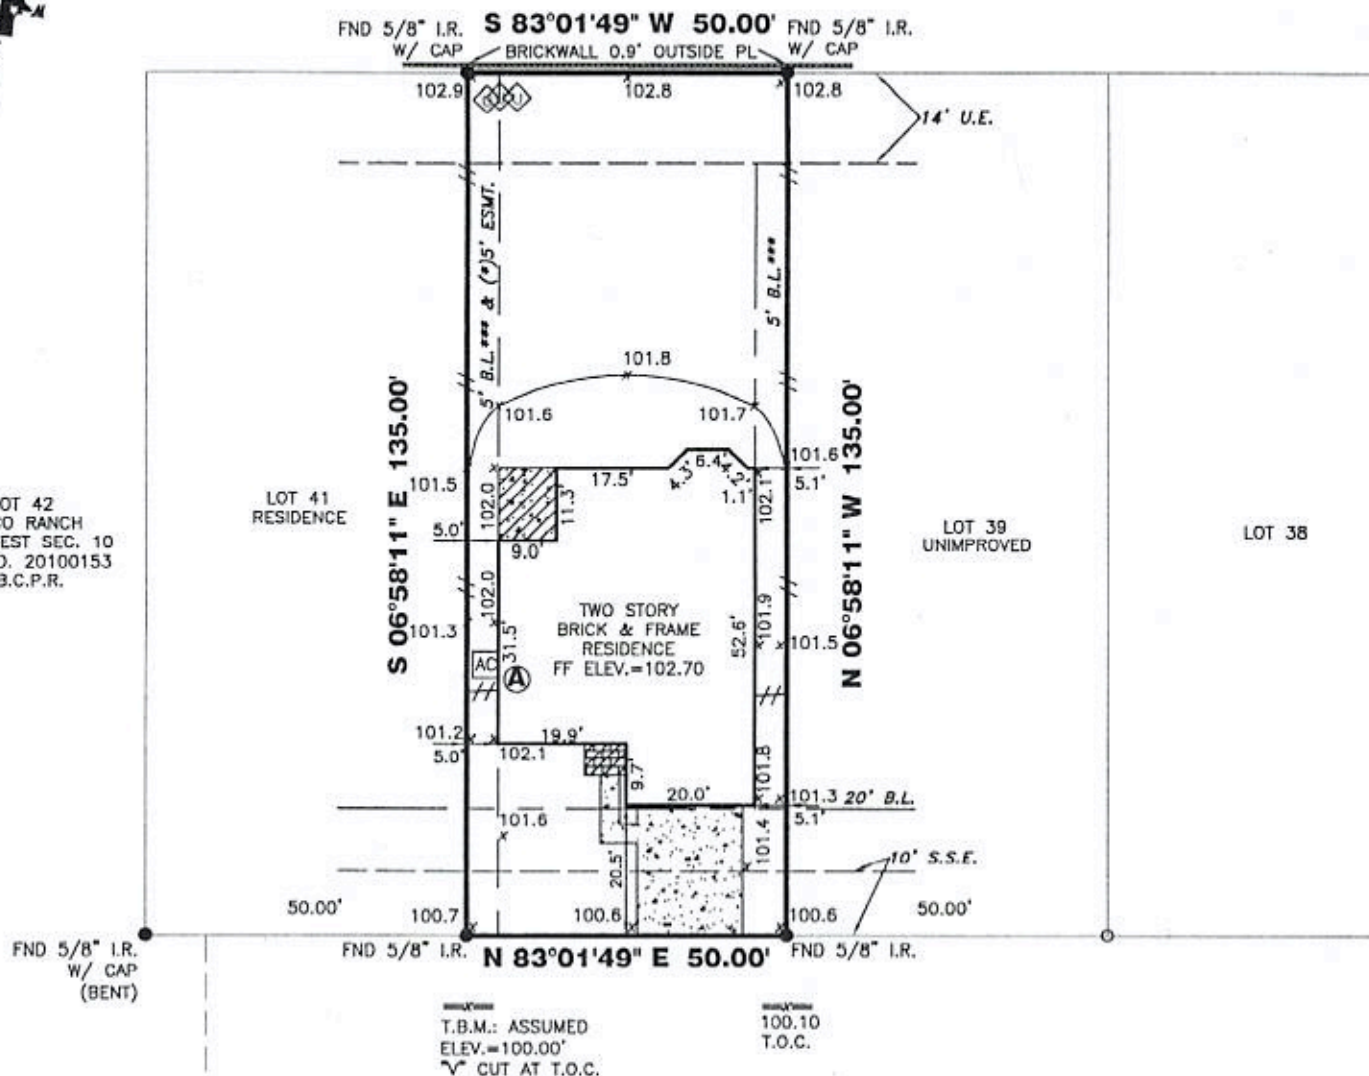 S 83°01'49" W 50.00'
FND 5/8" I.R.
W/ CAP
FND 5/8" I.R.
W/ CAP
BRICKWALL 0.9' OUTSIDE PL
102.9
102.8
102.8
14' U.E.
5' B.L.*** & (*)5' ESMT.
5' B.L.***
101.8
101.6
101.7
S 06°58'11" E 135.00'
N 06°58'11" W 135.00'
101.6
5.1'
101.5
5.0'
102.0
17.5'
4.3'
6.4'
4.2'
1.1'
102.1
11.3'
9.0'
LOT 42
RANCH
SEC. 10
20100153
B.C.P.R.
LOT 41
RESIDENCE
LOT 39
UNIMPROVED
LOT 38
102.0
101.3
31.5'
AC
A
TWO STORY
BRICK & FRAME
RESIDENCE
FF ELEV.=102.70
52.6'
101.9
101.5
101.2
5.0'
102.1
19.9'
9.7'
20.0'
101.8
101.3
5.1'
20' B.L.
101.6
101.4
20.5'
10' S.S.E.
50.00'
100.7
100.6
100.6
50.00'
FND 5/8" I.R.
W/ CAP
(BENT)
FND 5/8" I.R.
N 83°01'49" E 50.00'
FND 5/8" I.R.
T.B.M.: ASSUMED
ELEV.=100.00'
"V" CUT AT T.O.C.
100.10
T.O.C.